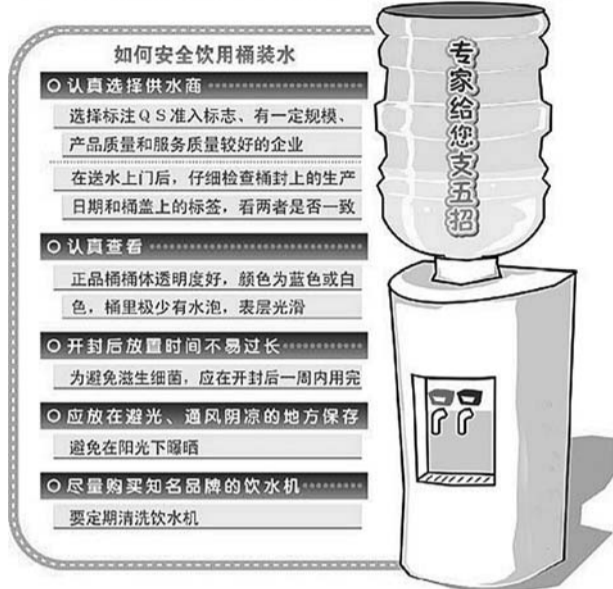 如何安全饮用桶装水
认真选择供水商
选择标注QS准入标志、有一定规模、
产品质量和服务质量较好的企业
在送水上门后，仔细检查桶封上的生产
日期和桶盖上的标签，看两者是否一致
认真查看
正品桶桶体透明度好，颜色为蓝色或白
色，桶里极少有水泡，表层光滑
开封后放置时间不易过长
为避免滋生细菌，应在开封后一周内用完
应放在避光、通风阴凉的地方保存
避免在阳光下曝晒
尽量购买知名品牌的饮水机
要定期清洗饮水机
专家给您支五招